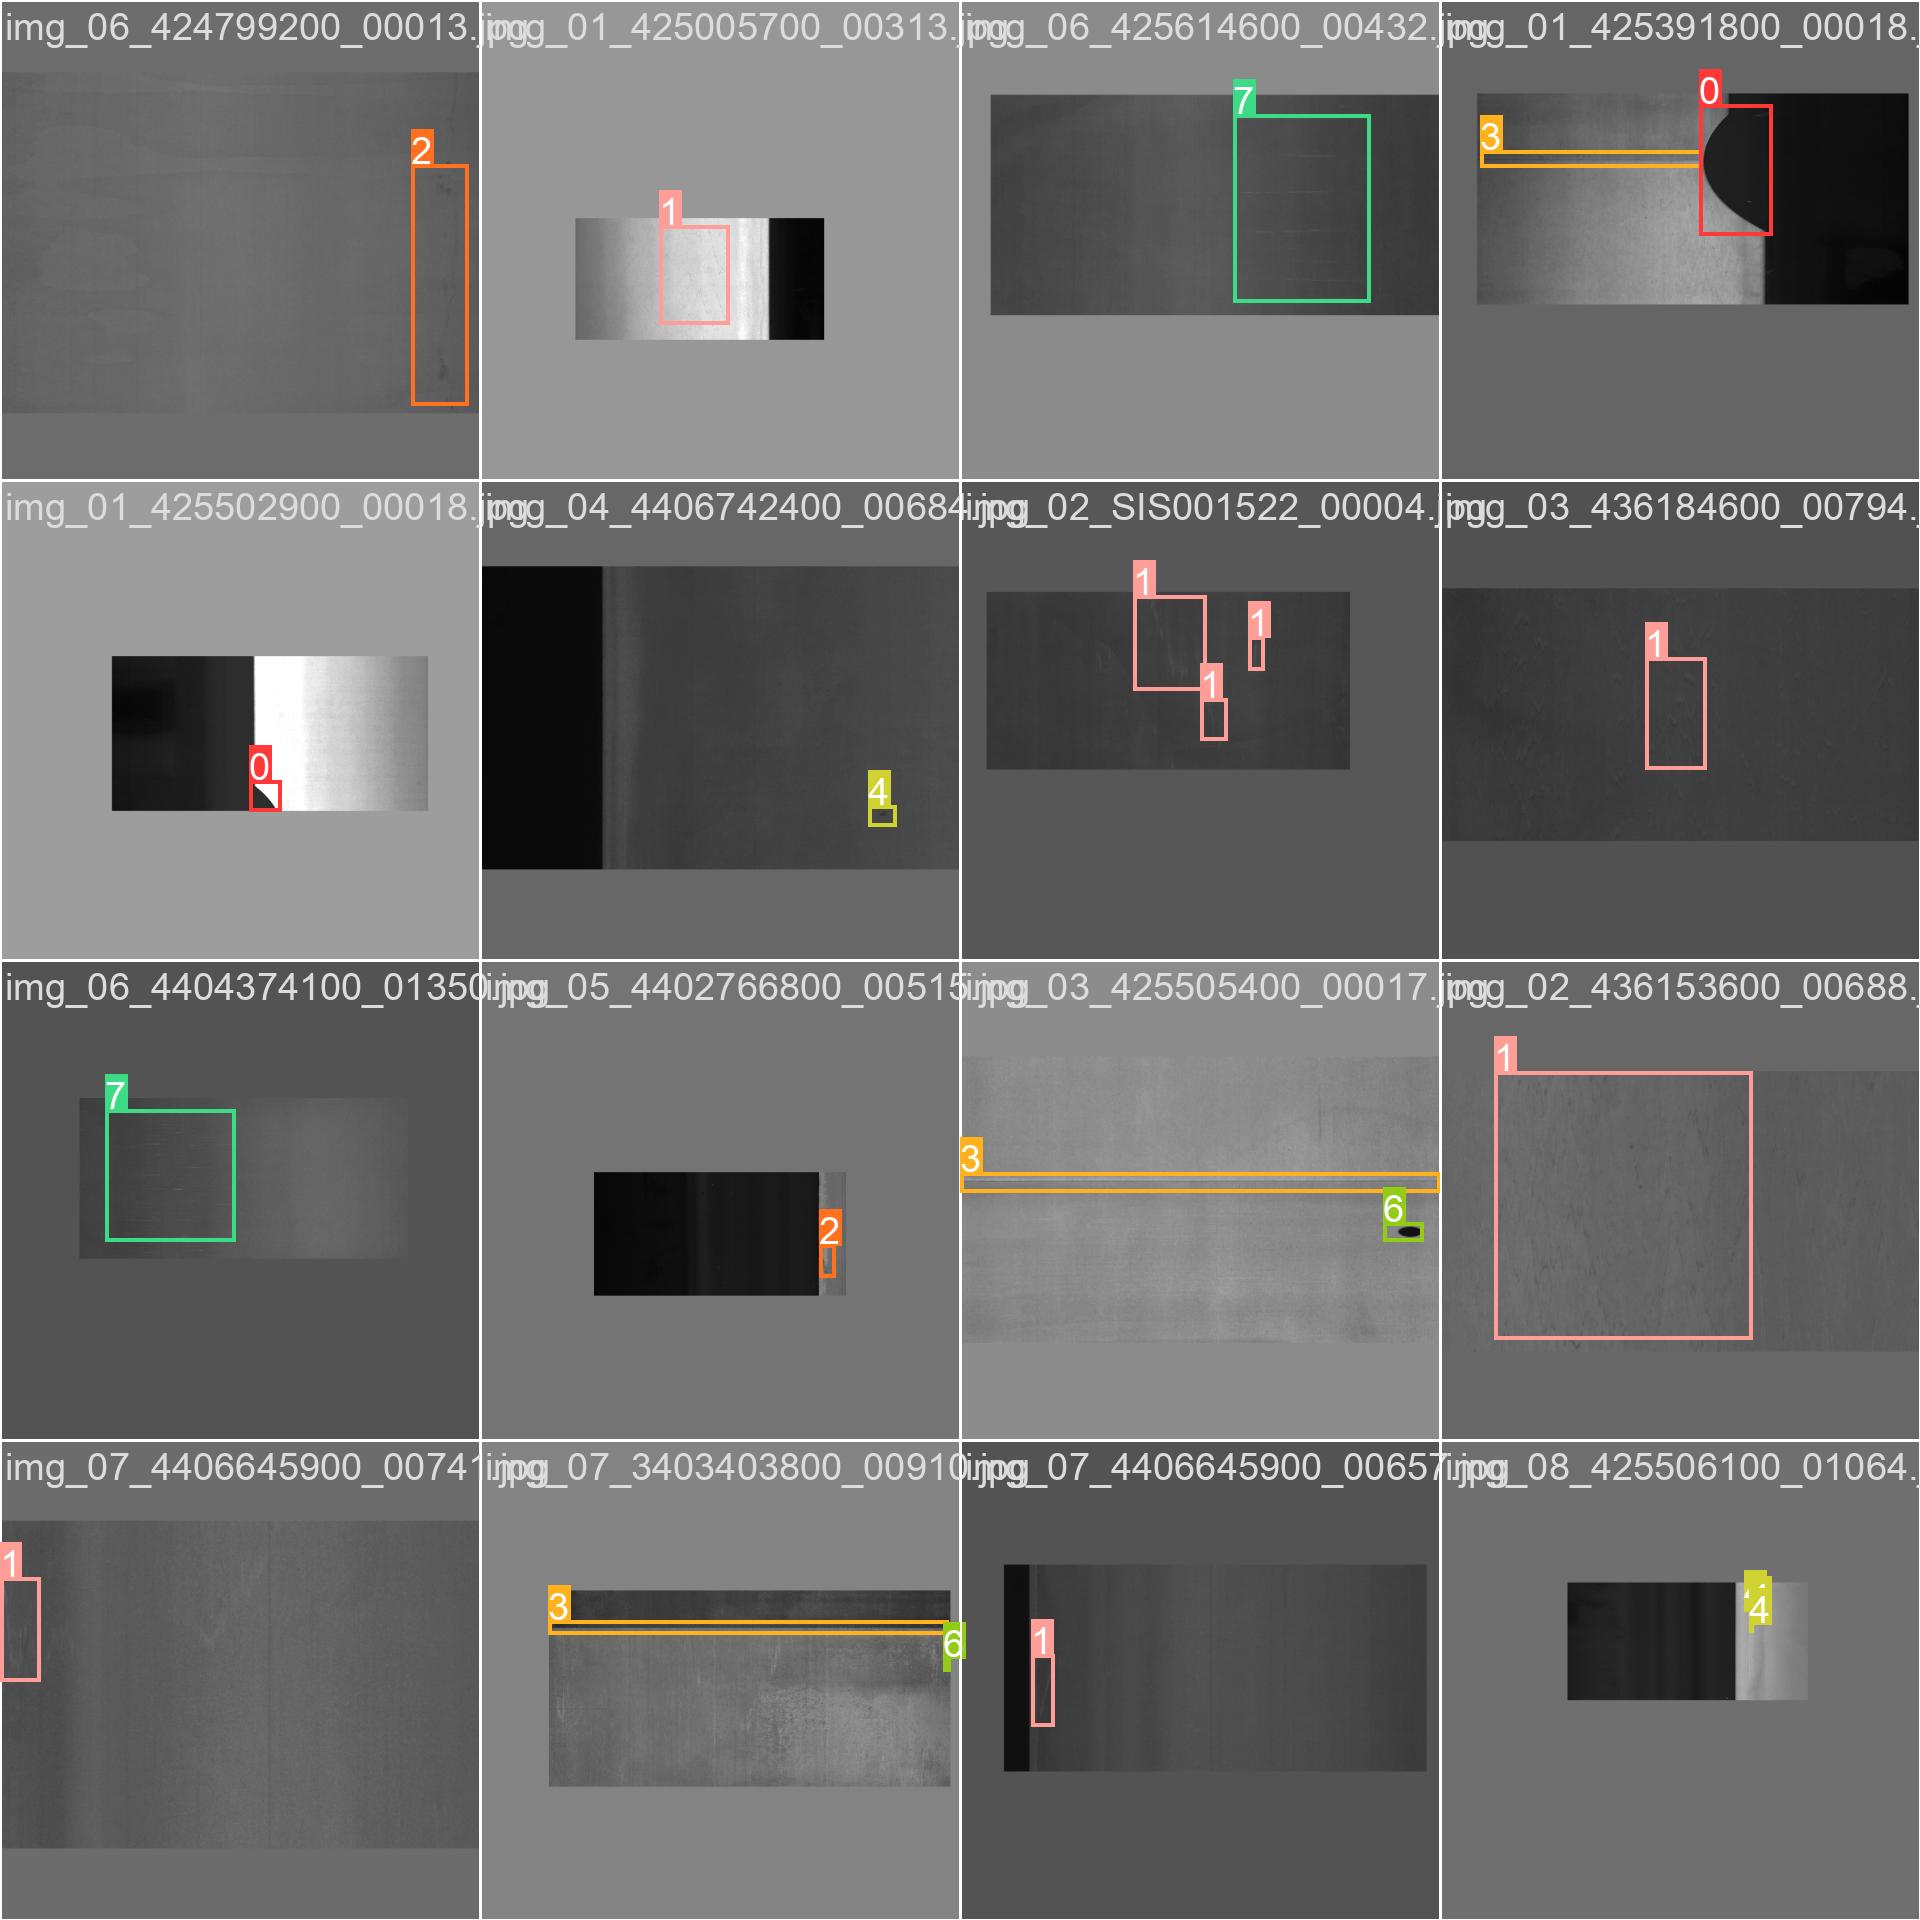 img_06_424799200_00013.jpg
img_01_425005700_00313.jpg
img_06_425614600_00432.jpg
img_01_425391800_00018.
2
1
7
0
3
img_01_425502900_00018.jpg
img_04_4406742400_00684.jpg
img_02_SIS001522_00004.jpg
img_03_436184600_00794.
0
4
1
1
1
1
img_06_4404374100_01350.jpg
img_05_4402766800_00515.jpg
img_03_425505400_00017.jpg
img_02_436153600_00688.
7
2
3
6
1
img_07_4406645900_00741.jpg
img_07_3403403800_00910.jpg
img_07_4406645900_00657.jpg
img_08_425506100_01064.
1
3
6
1
4